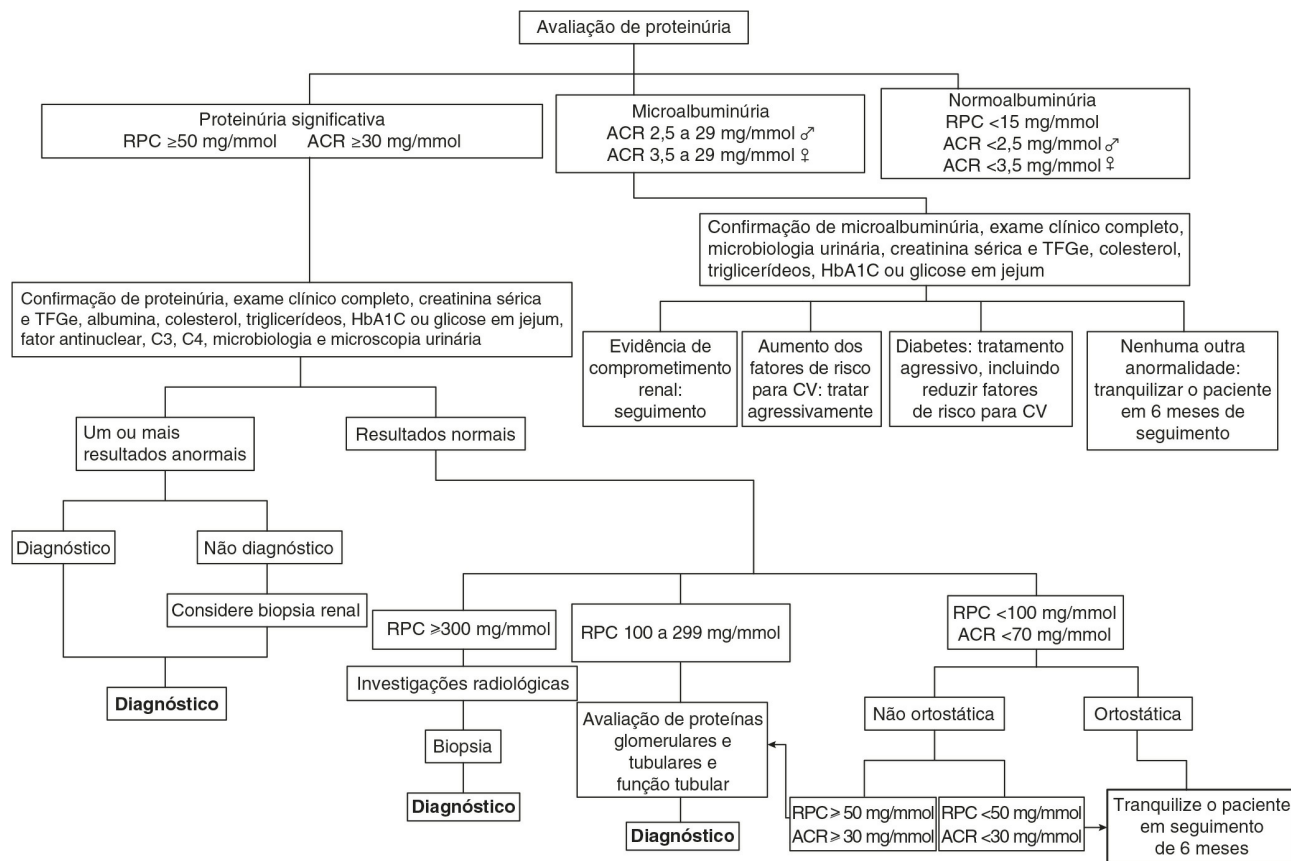 Avaliação de proteinúria
Proteinúria significativa
RPC ≥50 mg/mmol ACR ≥30 mg/mmol
Microalbuminúria
ACR 2,5 a 29 mg/mmol ♂
ACR 3,5 a 29 mg/mmol ♀
Normoalbuminúria
RPC <15 mg/mmol
ACR <2,5 mg/mmol ♂
ACR <3,5 mg/mmol ♀
Confirmação de microalbuminúria, exame clínico completo,
microbiologia urinária, creatinina sérica e TFGe, colesterol,
triglicerídeos, HbA1C ou glicose em jejum
Confirmação de proteinúria, exame clínico completo, creatinina sérica
e TFGe, albumina, colesterol, triglicerídeos, HbA1C ou glicose em jejum,
fator antinuclear, C3, C4, microbiologia e microscopia urinária
Evidência de
comprometimento
renal:
seguimento
Aumento dos
fatores de risco
para CV: tratar
agressivamente
Diabetes: tratamento
agressivo, incluindo
reduzir fatores
de risco para CV
Nenhuma outra
anormalidade:
tranquilizar o paciente
em 6 meses de
seguimento
Um ou mais
resultados anormais
Resultados normais
Diagnóstico
Não diagnóstico
Considere biopsia renal
Diagnóstico
RPC ≥300 mg/mmol
Investigações radiológicas
Biopsia
Diagnóstico
RPC 100 a 299 mg/mmol
Avaliação de proteínas
glomerulares e
tubulares e
função tubular
Diagnóstico
RPC <100 mg/mmol
ACR <70 mg/mmol
Não ortostática
Ortostática
RPC ≥ 50 mg/mmol
ACR ≥ 30 mg/mmol
RPC <50 mg/mmol
ACR <30 mg/mmol
Tranquilize o paciente
em seguimento
de 6 meses